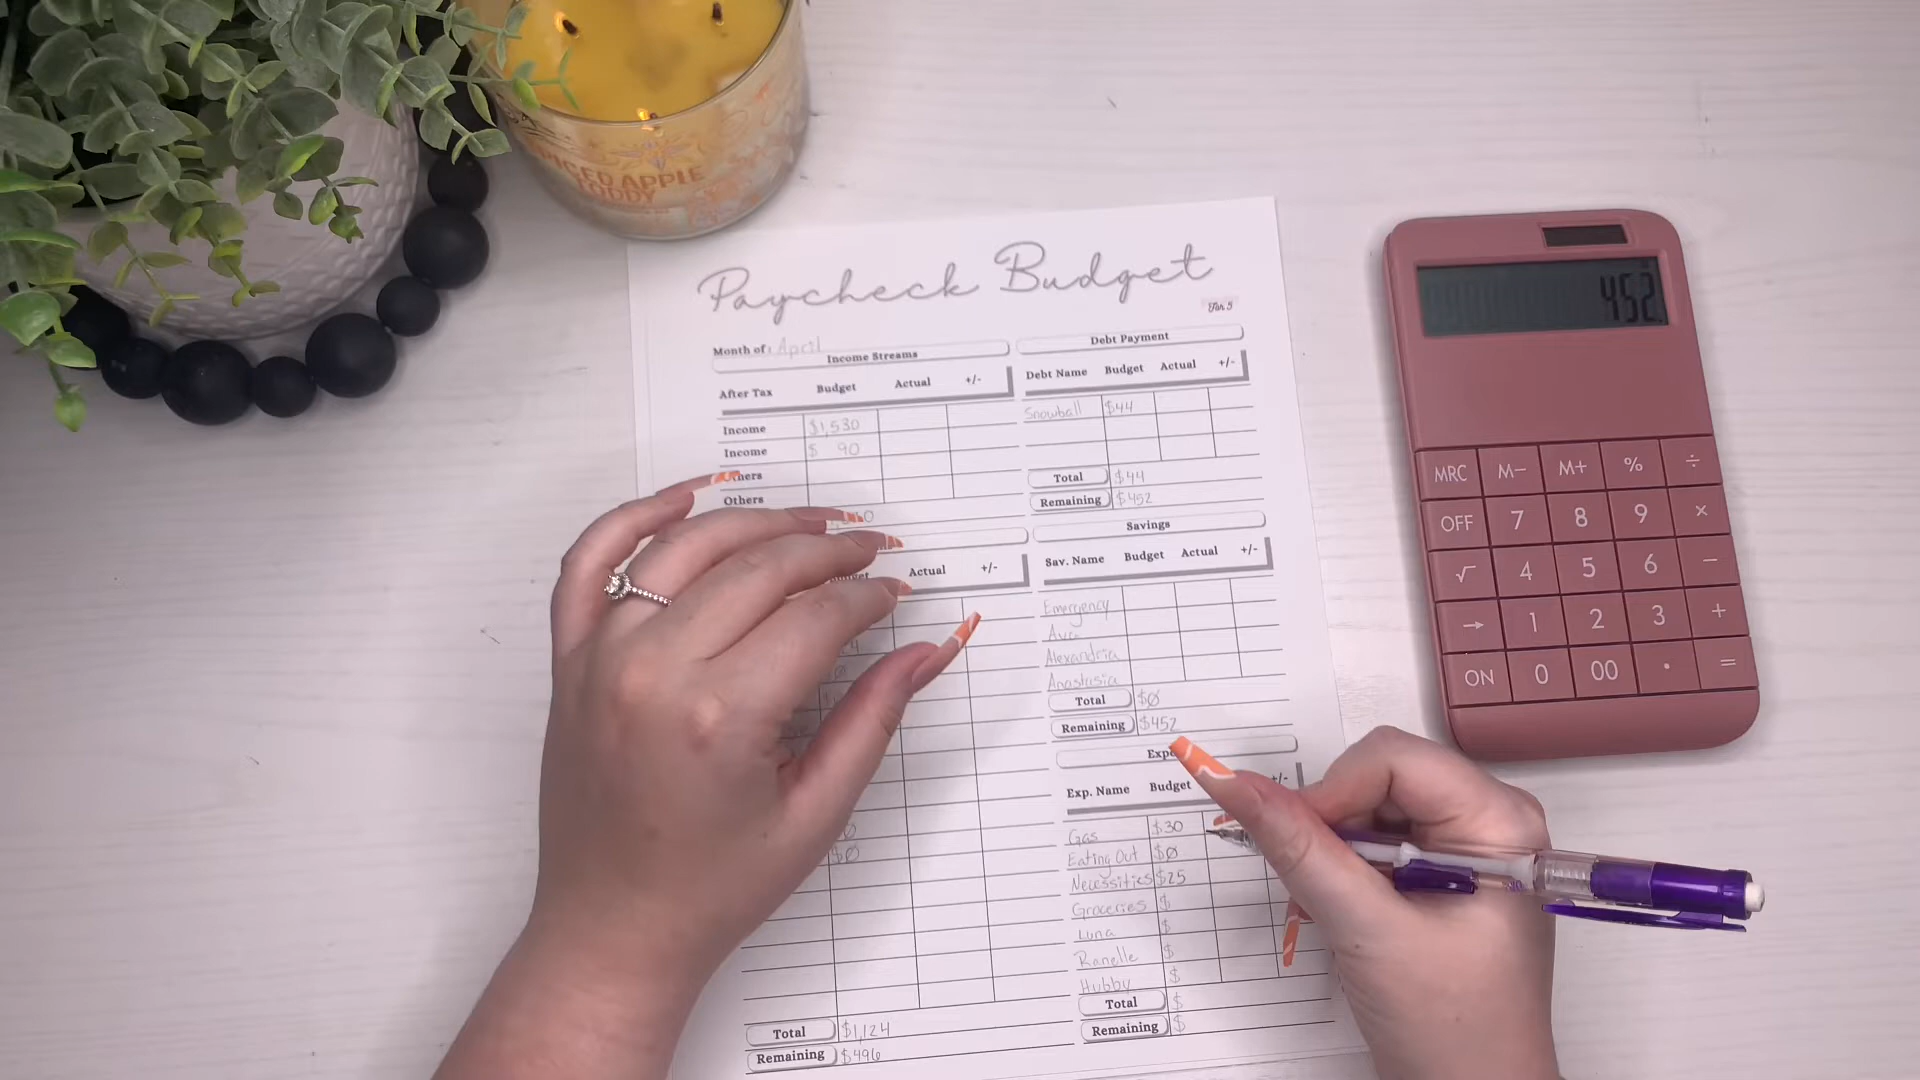 SPICED APPLE
TODDY
Paycheck Budget
Month of: April
Income Streams
After Tax Budget Actual +/-
Income $1,530
Income $ 90
Others
Others
Actual +/-
$0
Total $1,124
Remaining $496
Debt Payment
Debt Name Budget Actual +/-
Snowball $44
Total $44
Remaining $452
Savings
Sav. Name Budget Actual +/-
Emergency
Alexandria
Anastasia
Total $0
Remaining $452
Exp. Name Budget +/-
Gas $30
Eating Out $0
Necessities $25
Groceries $
Luna $
Ranelle $
Hubby $
Total $
Remaining $
452.
MRC M- M+ % ÷
OFF 7 8 9 ×
√ 4 5 6 −
→ 1 2 3 +
ON 0 00 . =